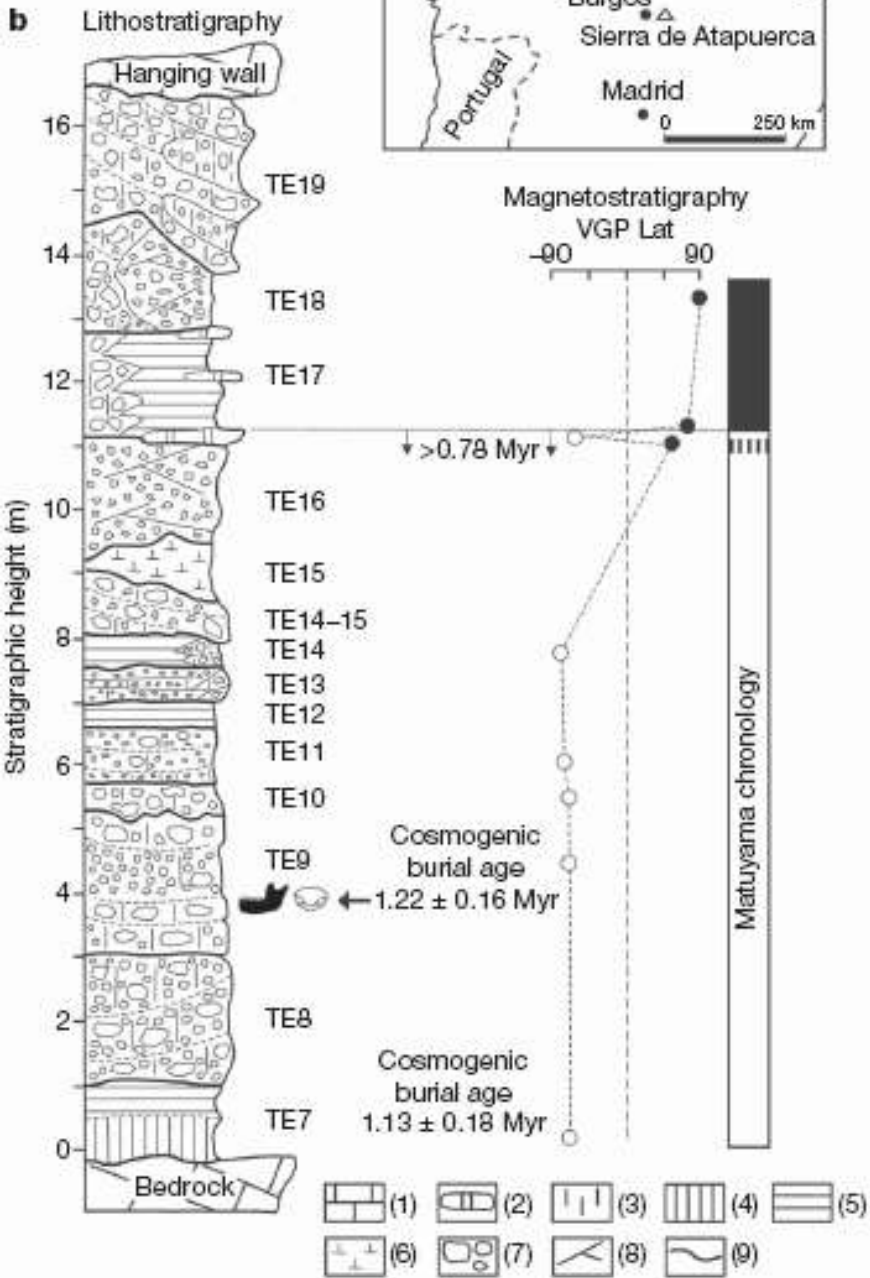 b
Lithostratigraphy
Burgos
Sierra de Atapuerca
Portugal
Madrid
0 250 km
Hanging wall
Magnetostratigraphy
VGP Lat
–90 90
Stratigraphic height (m)
16
14
12
10
8
6
4
2
0
TE19
TE18
TE17
>0.78 Myr
TE16
TE15
TE14–15
TE14
TE13
TE12
TE11
TE10
TE9
Cosmogenic
burial age
1.22 ± 0.16 Myr
TE8
Cosmogenic
burial age
1.13 ± 0.18 Myr
TE7
Matuyama chronology
Bedrock
(1) (2) (3) (4) (5)
(6) (7) (8) (9)